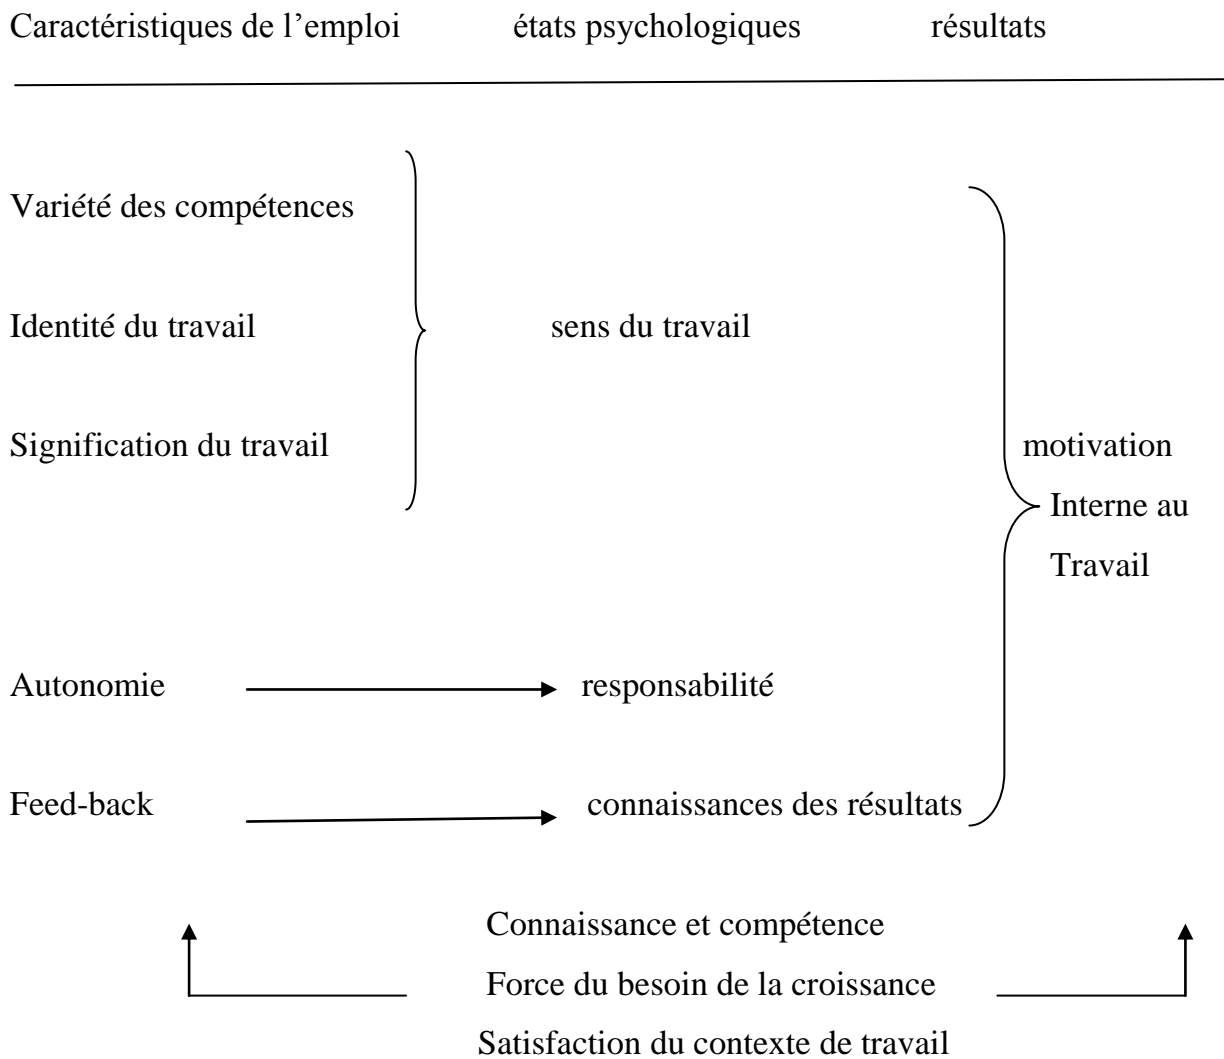 Caractéristiques de l’emploi états psychologiques résultats
Variété des compétences
Identité du travail sens du travail
Signification du travail motivation
Interne au
Travail
Autonomie responsabilité
Feed-back connaissances des résultats
Connaissance et compétence
Force du besoin de la croissance
Satisfaction du contexte de travail